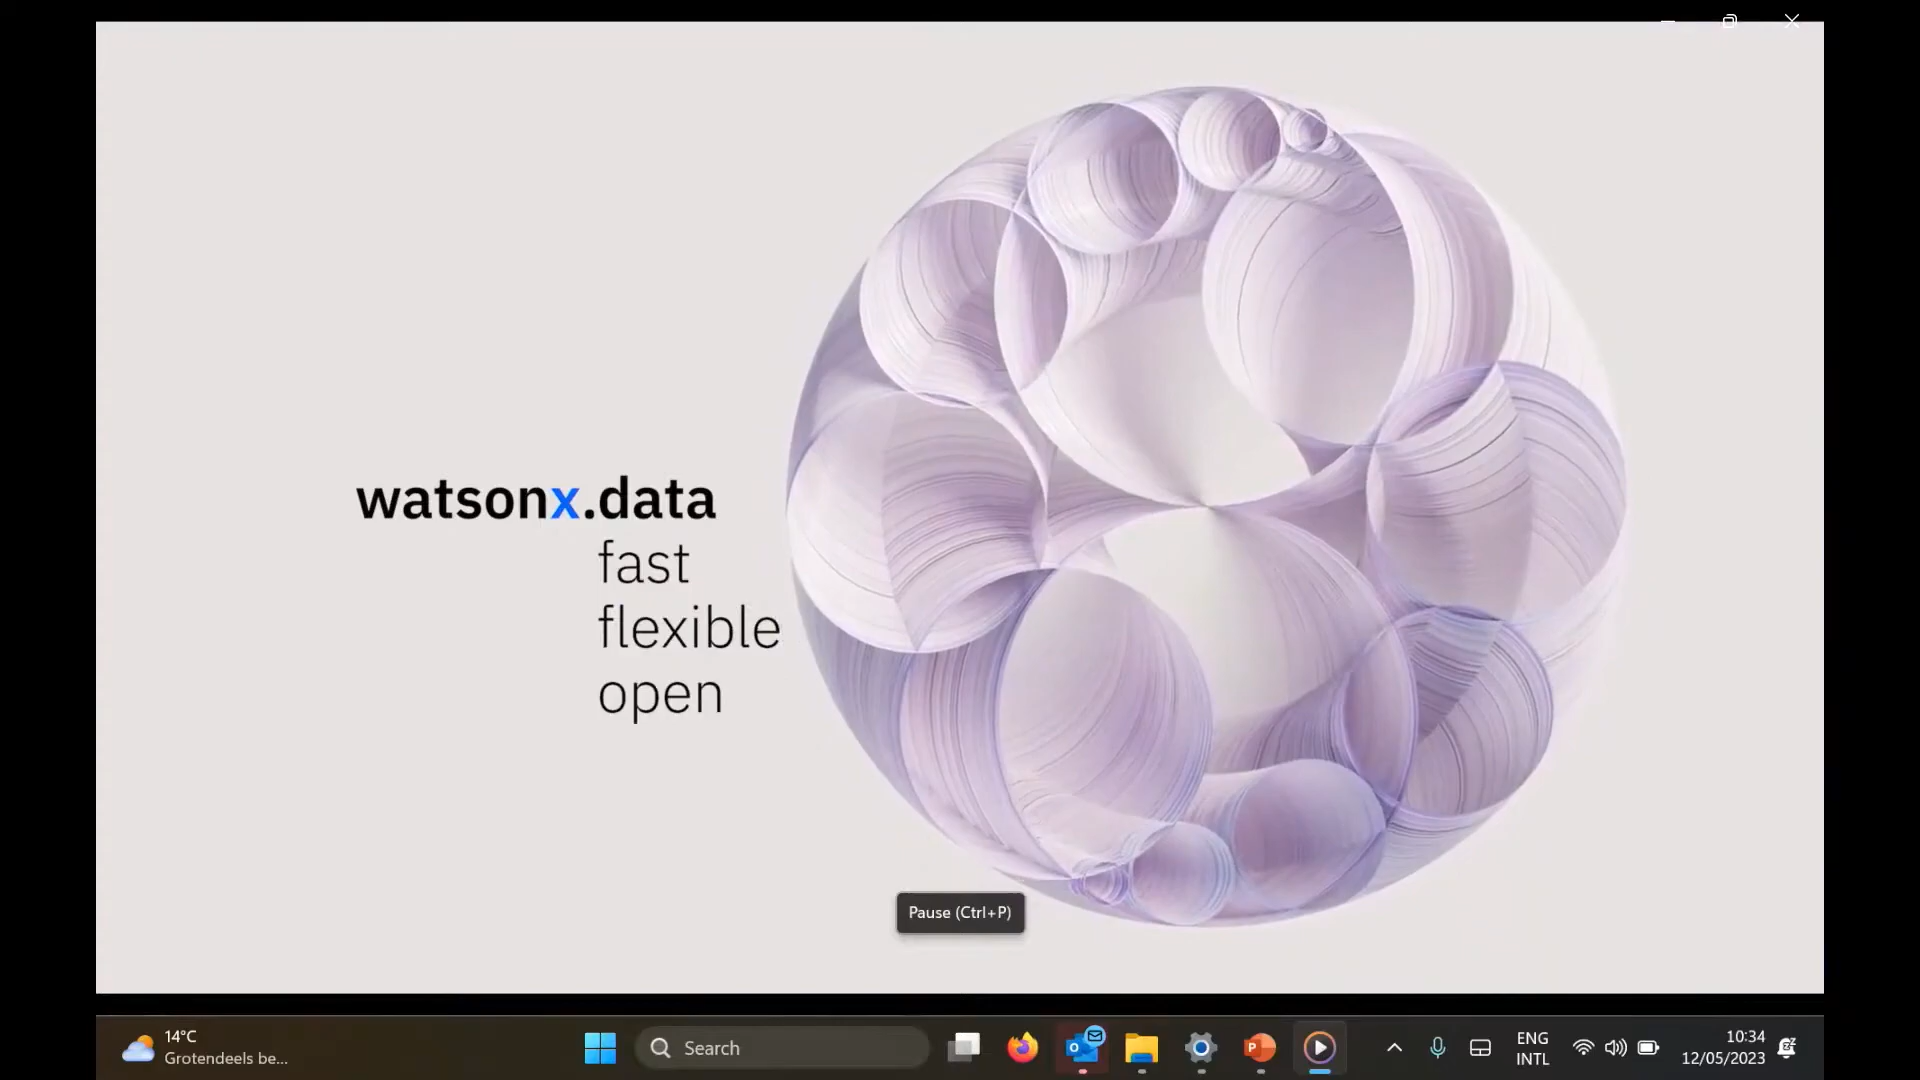 watsonx.data
fast
flexible
open
Pause (Ctrl+P)
14°C
Grotendeels be...
Search
ENG
INTL
10:34
12/05/2023